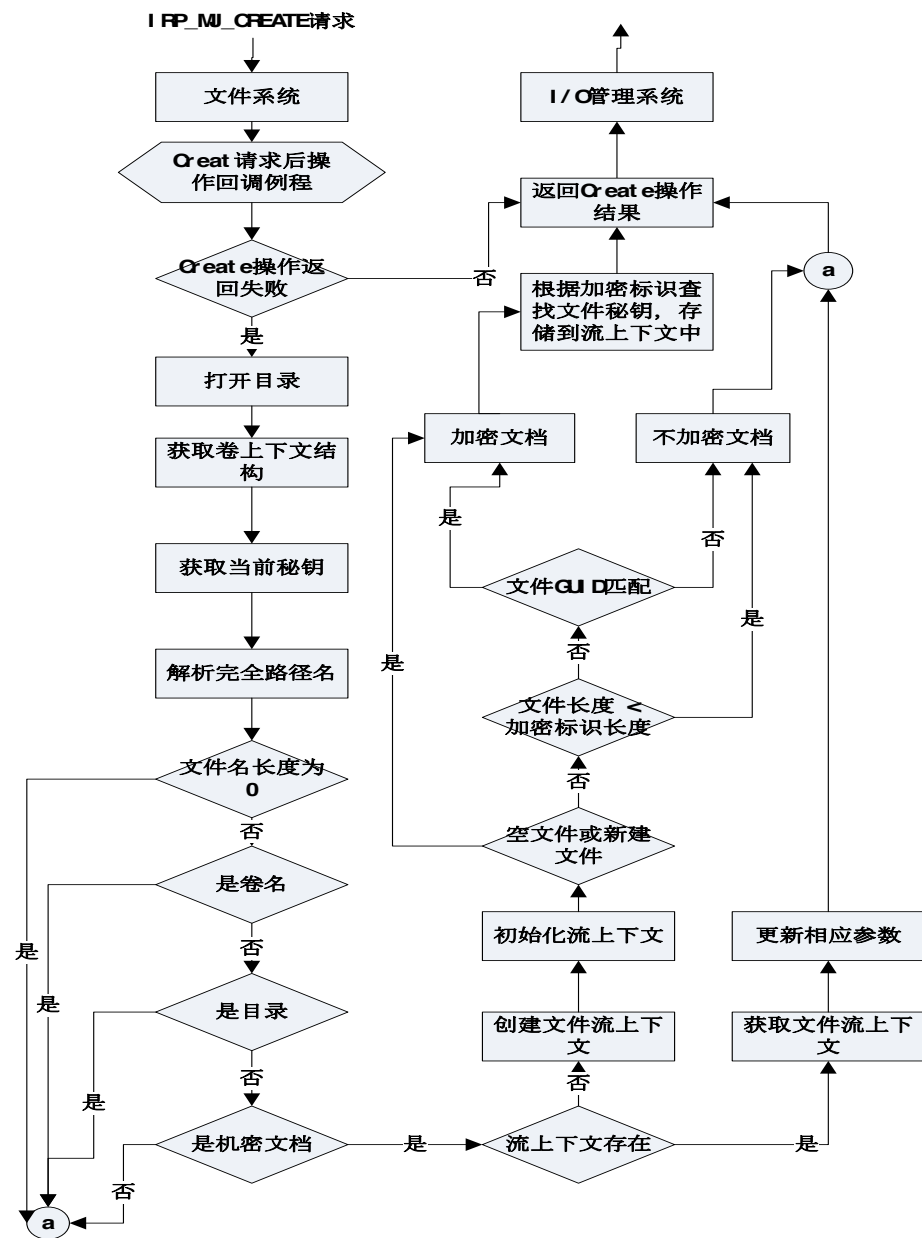 IRP_MJ_CREATE请求
文件系统
Creat 请求后操
作回调例程
Create操作返
回失败
否
是
打开目录
获取卷上下文结
构
获取当前秘钥
解析完全路径名
文件名长度为
0
否
是
是卷名
否
是
是目录
否
是
是机密文档
是
否
a
I/O管理系统
返回Create操作
结果
a
根据加密标识查
找文件秘钥，存
储到流上下文中
加密文档
不加密文档
是
否
文件GUID匹配
是
否
是
文件长度 <
加密标识长度
否
空文件或新建
文件
初始化流上下文
更新相应参数
创建文件流上下
文
获取文件流上下
文
否
流上下文存在
是